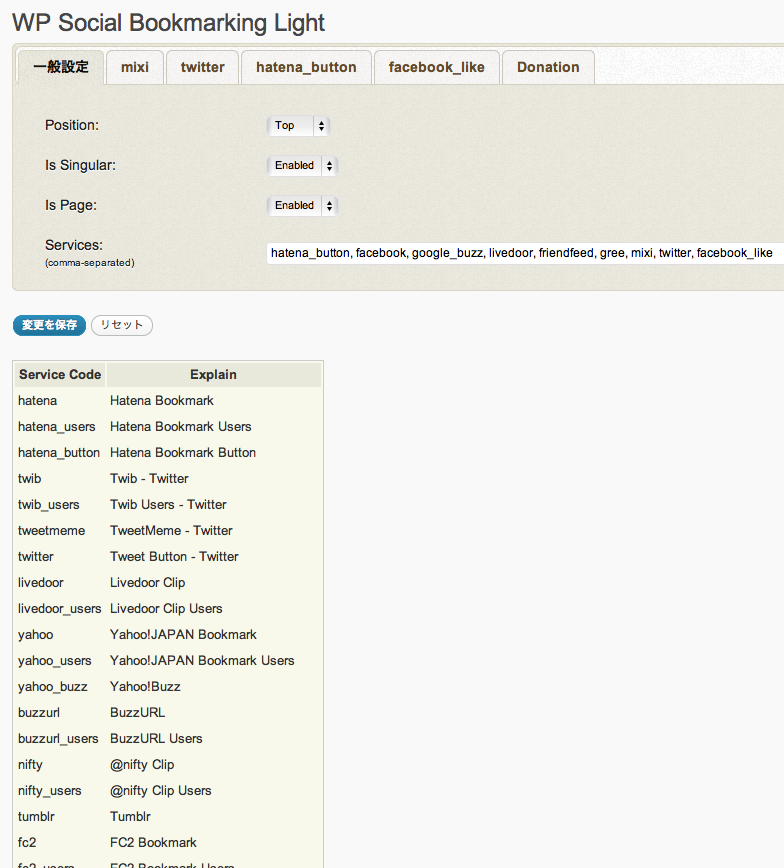 WP Social Bookmarking Light
一般設定 mixi twitter hatena_button facebook_like Donation
Position: Top
Is Singular: Enabled
Is Page: Enabled
Services:
(comma-separated)
hatena_button, facebook, google_buzz, livedoor, friendfeed, gree, mixi, twitter, facebook_like
変更を保存 リセット
Service Code Explain
hatena Hatena Bookmark
hatena_users Hatena Bookmark Users
hatena_button Hatena Bookmark Button
twib Twib - Twitter
twib_users Twib Users - Twitter
tweetmeme TweetMeme - Twitter
twitter Tweet Button - Twitter
livedoor Livedoor Clip
livedoor_users Livedoor Clip Users
yahoo Yahoo!JAPAN Bookmark
yahoo_users Yahoo!JAPAN Bookmark Users
yahoo_buzz Yahoo!Buzz
buzzurl BuzzURL
buzzurl_users BuzzURL Users
nifty @nifty Clip
nifty_users @nifty Clip Users
tumblr Tumblr
fc2 FC2 Bookmark
fc2_users FC2 Bookmark Users